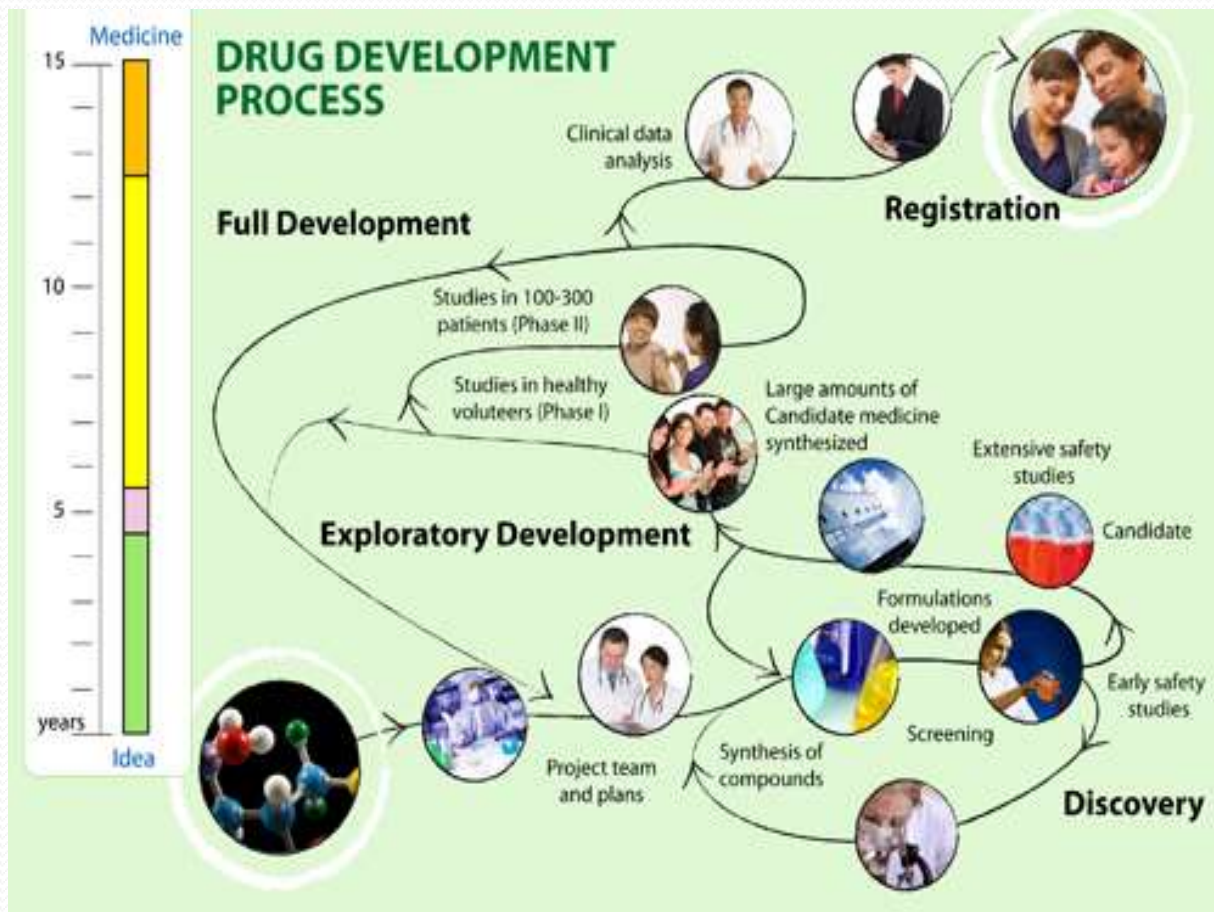 Medicine
15
10
5
years
Idea
DRUG DEVELOPMENT
PROCESS
Clinical data
analysis
Registration
Full Development
Studies in 100-300
patients (Phase II)
Studies in healthy
voluteers (Phase I)
Large amounts of
Candidate medicine
synthesized
Extensive safety
studies
Candidate
Exploratory Development
Formulations
developed
Early safety
studies
Screening
Project team
and plans
Synthesis of
compounds
Discovery